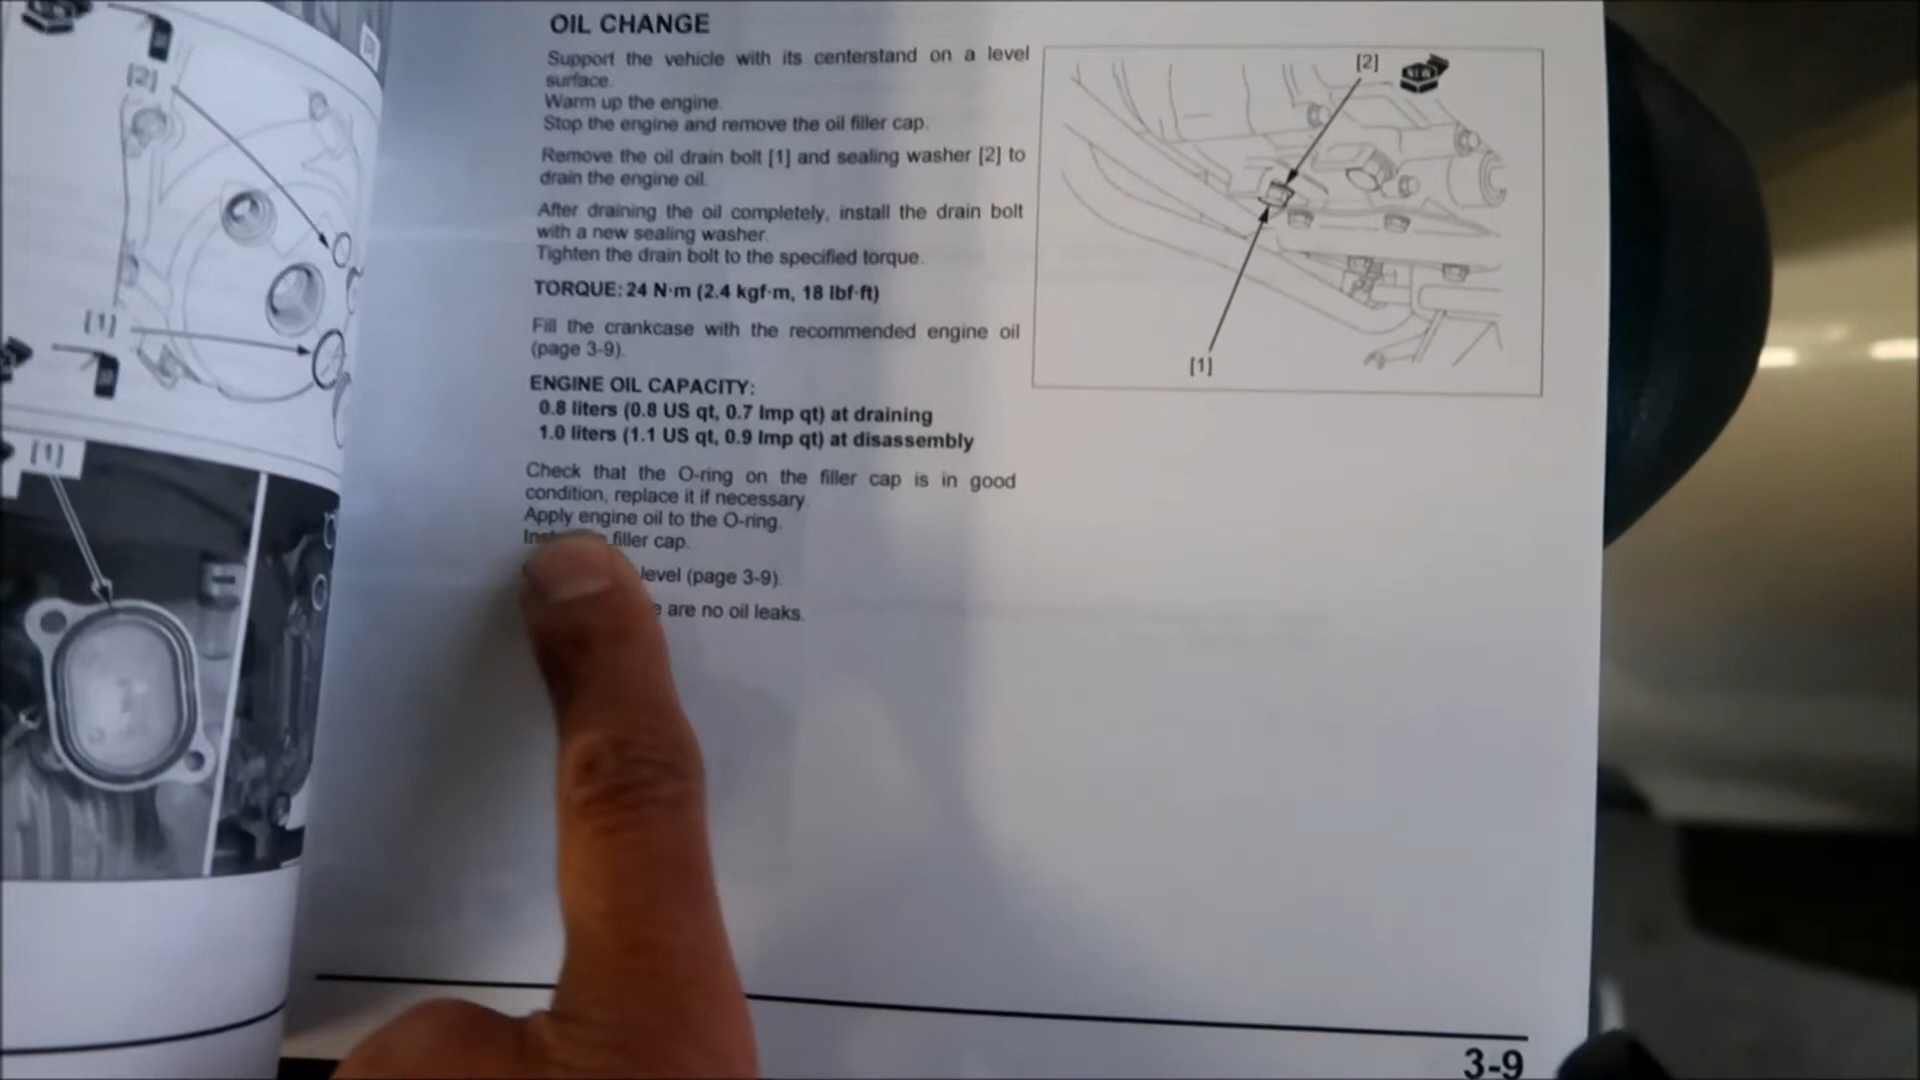 [2]
[1]
[1]
OIL CHANGE
Support the vehicle with its centerstand on a level
surface.
Warm up the engine.
Stop the engine and remove the oil filler cap.
Remove the oil drain bolt [1] and sealing washer [2] to
drain the engine oil.
After draining the oil completely, install the drain bolt
with a new sealing washer.
Tighten the drain bolt to the specified torque.
TORQUE: 24 N·m (2.4 kgf·m, 18 lbf·ft)
Fill the crankcase with the recommended engine oil
(page 3-9).
ENGINE OIL CAPACITY:
0.8 liters (0.8 US qt, 0.7 Imp qt) at draining
1.0 liters (1.1 US qt, 0.9 Imp qt) at disassembly
Check that the O-ring on the filler cap is in good
condition, replace it if necessary.
Apply engine oil to the O-ring.
filler cap.
level (page 3-9).
are no oil leaks.
[2]
NEW
[1]
3-9